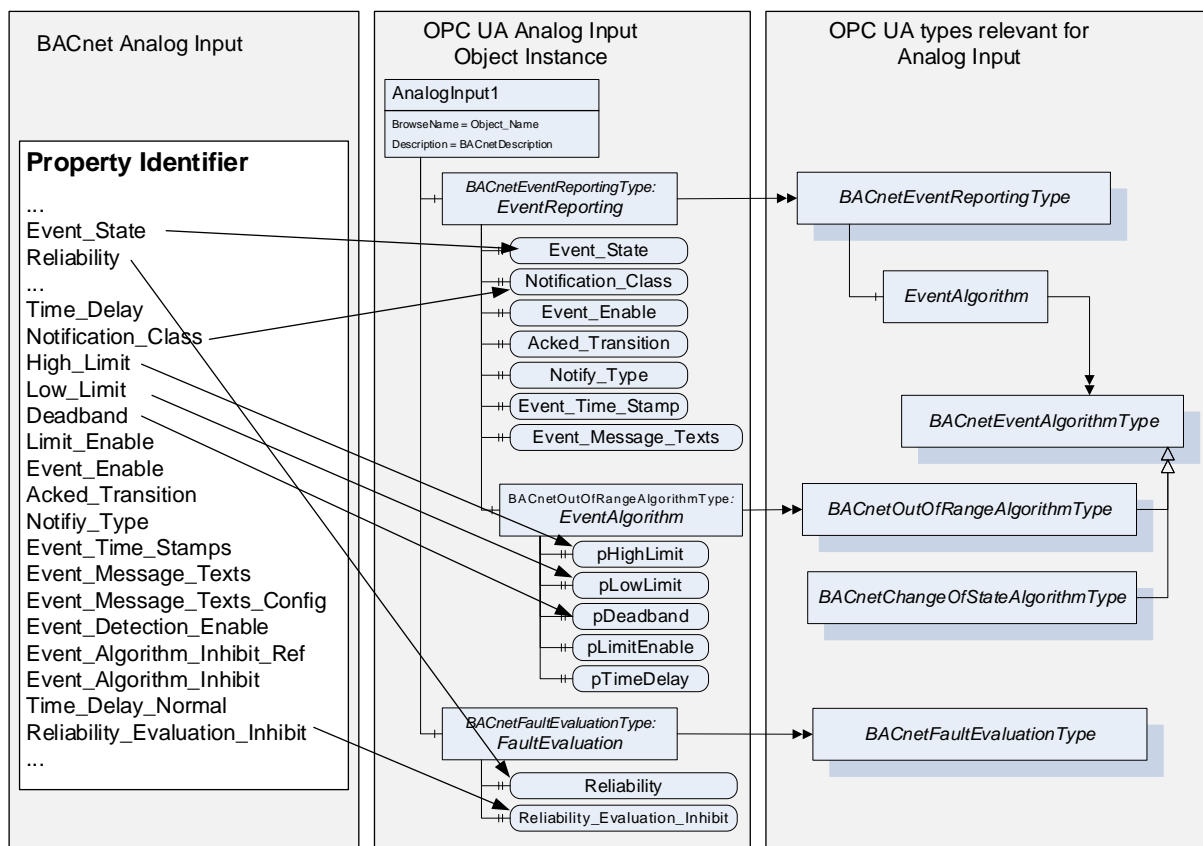 BACnet Analog Input
Property Identifier
...
Event_State
Reliability
...
Time_Delay
Notification_Class
High_Limit
Low_Limit
Deadband
Limit_Enable
Event_Enable
Acked_Transition
Notifiy_Type
Event_Time_Stamps
Event_Message_Texts
Event_Message_Texts_Config
Event_Detection_Enable
Event_Algorithm_Inhibit_Ref
Event_Algorithm_Inhibit
Time_Delay_Normal
Reliability_Evaluation_Inhibit
...
OPC UA Analog Input
Object Instance
AnalogInput1
BrowseName = Object_Name
Description = BACnetDescription
BACnetEventReportingType:
EventReporting
Event_State
Notification_Class
Event_Enable
Acked_Transition
Notify_Type
Event_Time_Stamp
Event_Message_Texts
BACnetOutOfRangeAlgorithmType:
EventAlgorithm
pHighLimit
pLowLimit
pDeadband
pLimitEnable
pTimeDelay
BACnetFaultEvaluationType:
FaultEvaluation
Reliability
Reliability_Evaluation_Inhibit
OPC UA types relevant for
Analog Input
BACnetEventReportingType
EventAlgorithm
BACnetEventAlgorithmType
BACnetOutOfRangeAlgorithmType
BACnetChangeOfStateAlgorithmType
BACnetFaultEvaluationType